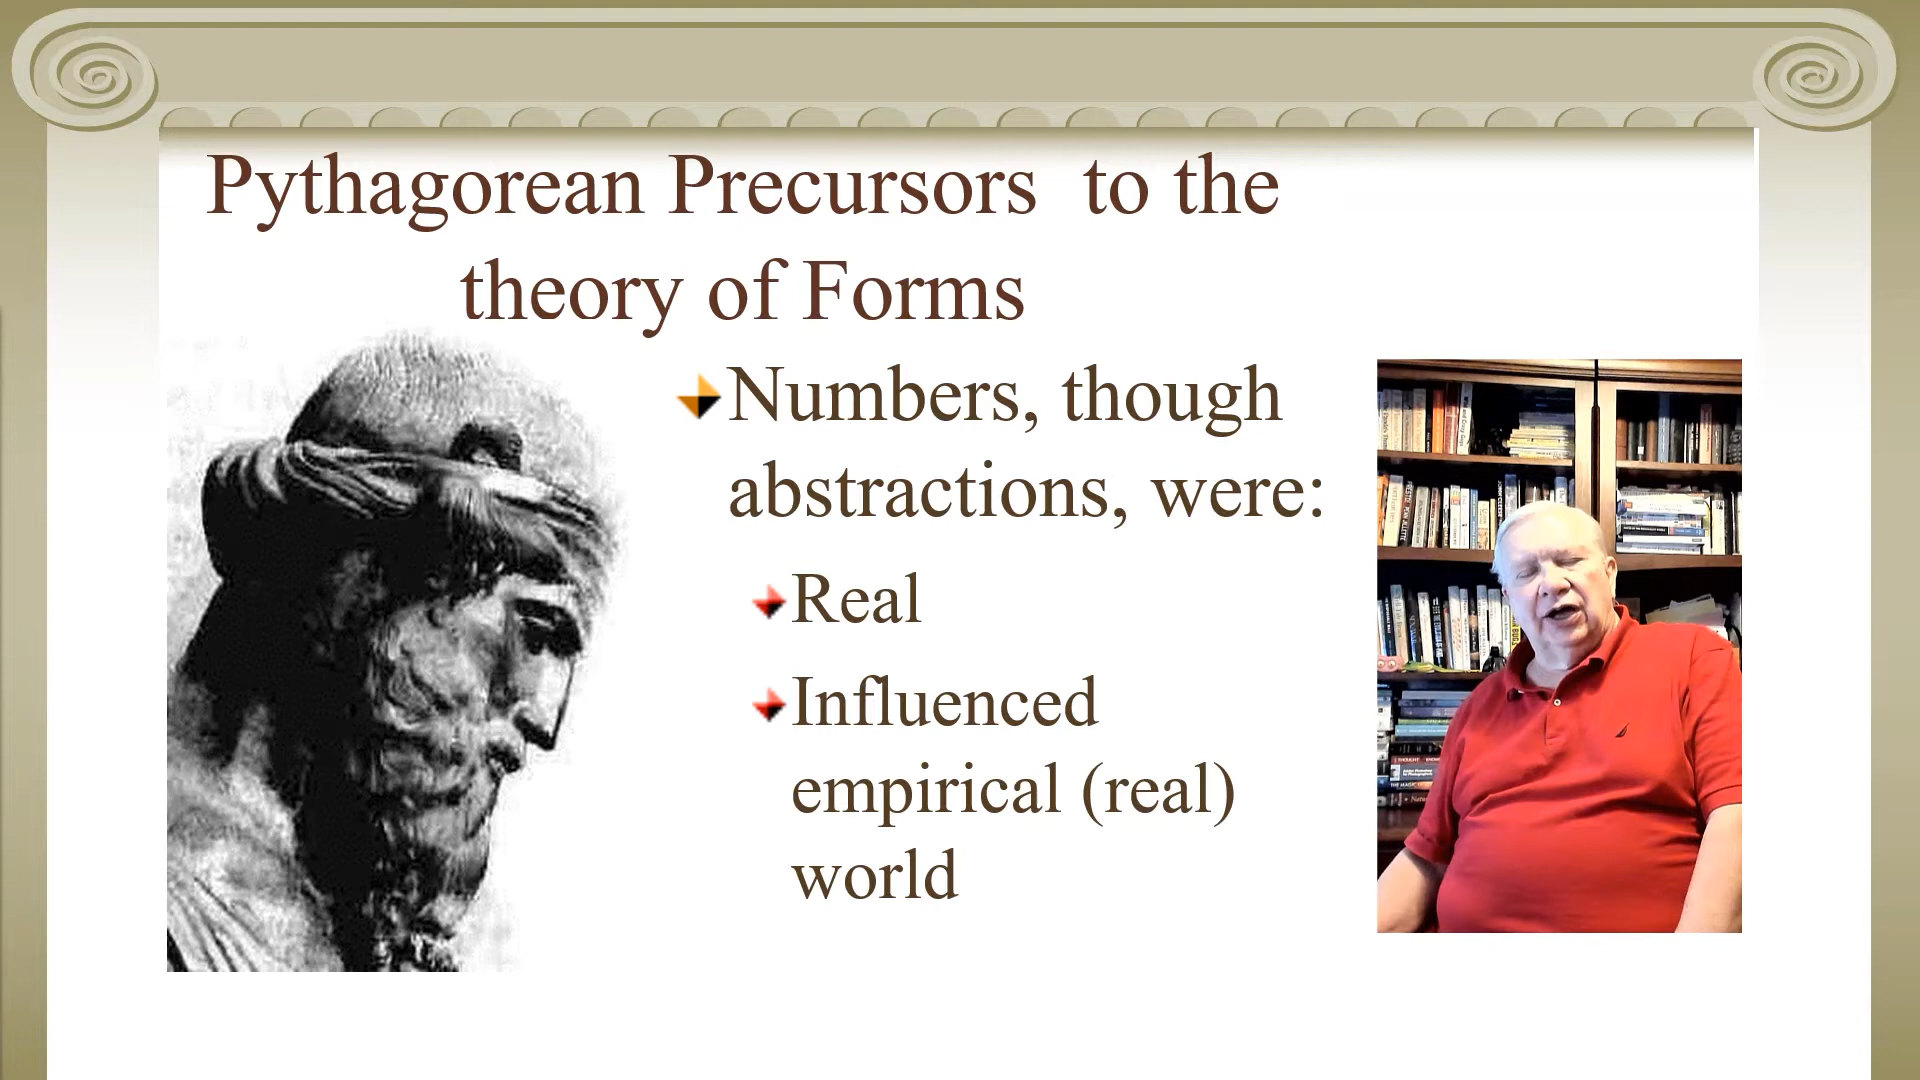 Pythagorean Precursors  to the
theory of Forms
Numbers, though
abstractions, were:
Real
Influenced
empirical (real)
world